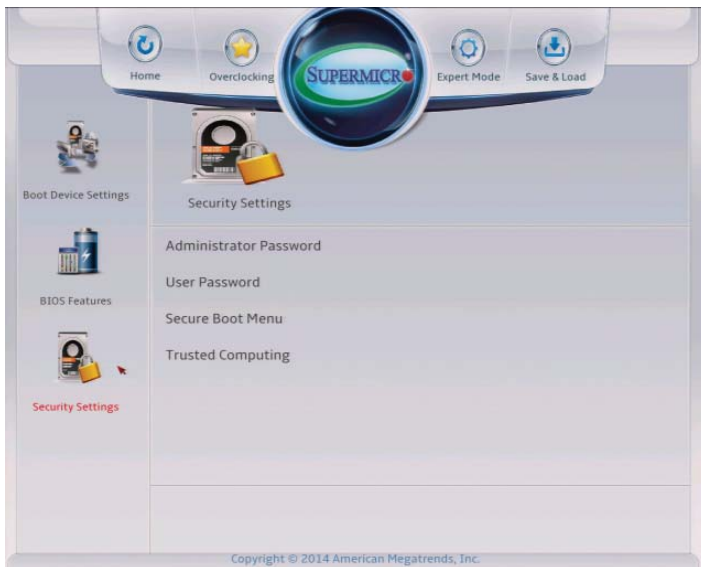 Home
Overclocking
SUPERMICR
Expert Mode
Save & Load
Boot Device Settings
BIOS Features
Security Settings
Security Settings
Administrator Password
User Password
Secure Boot Menu
Trusted Computing
Copyright © 2014 American Megatrends, Inc.